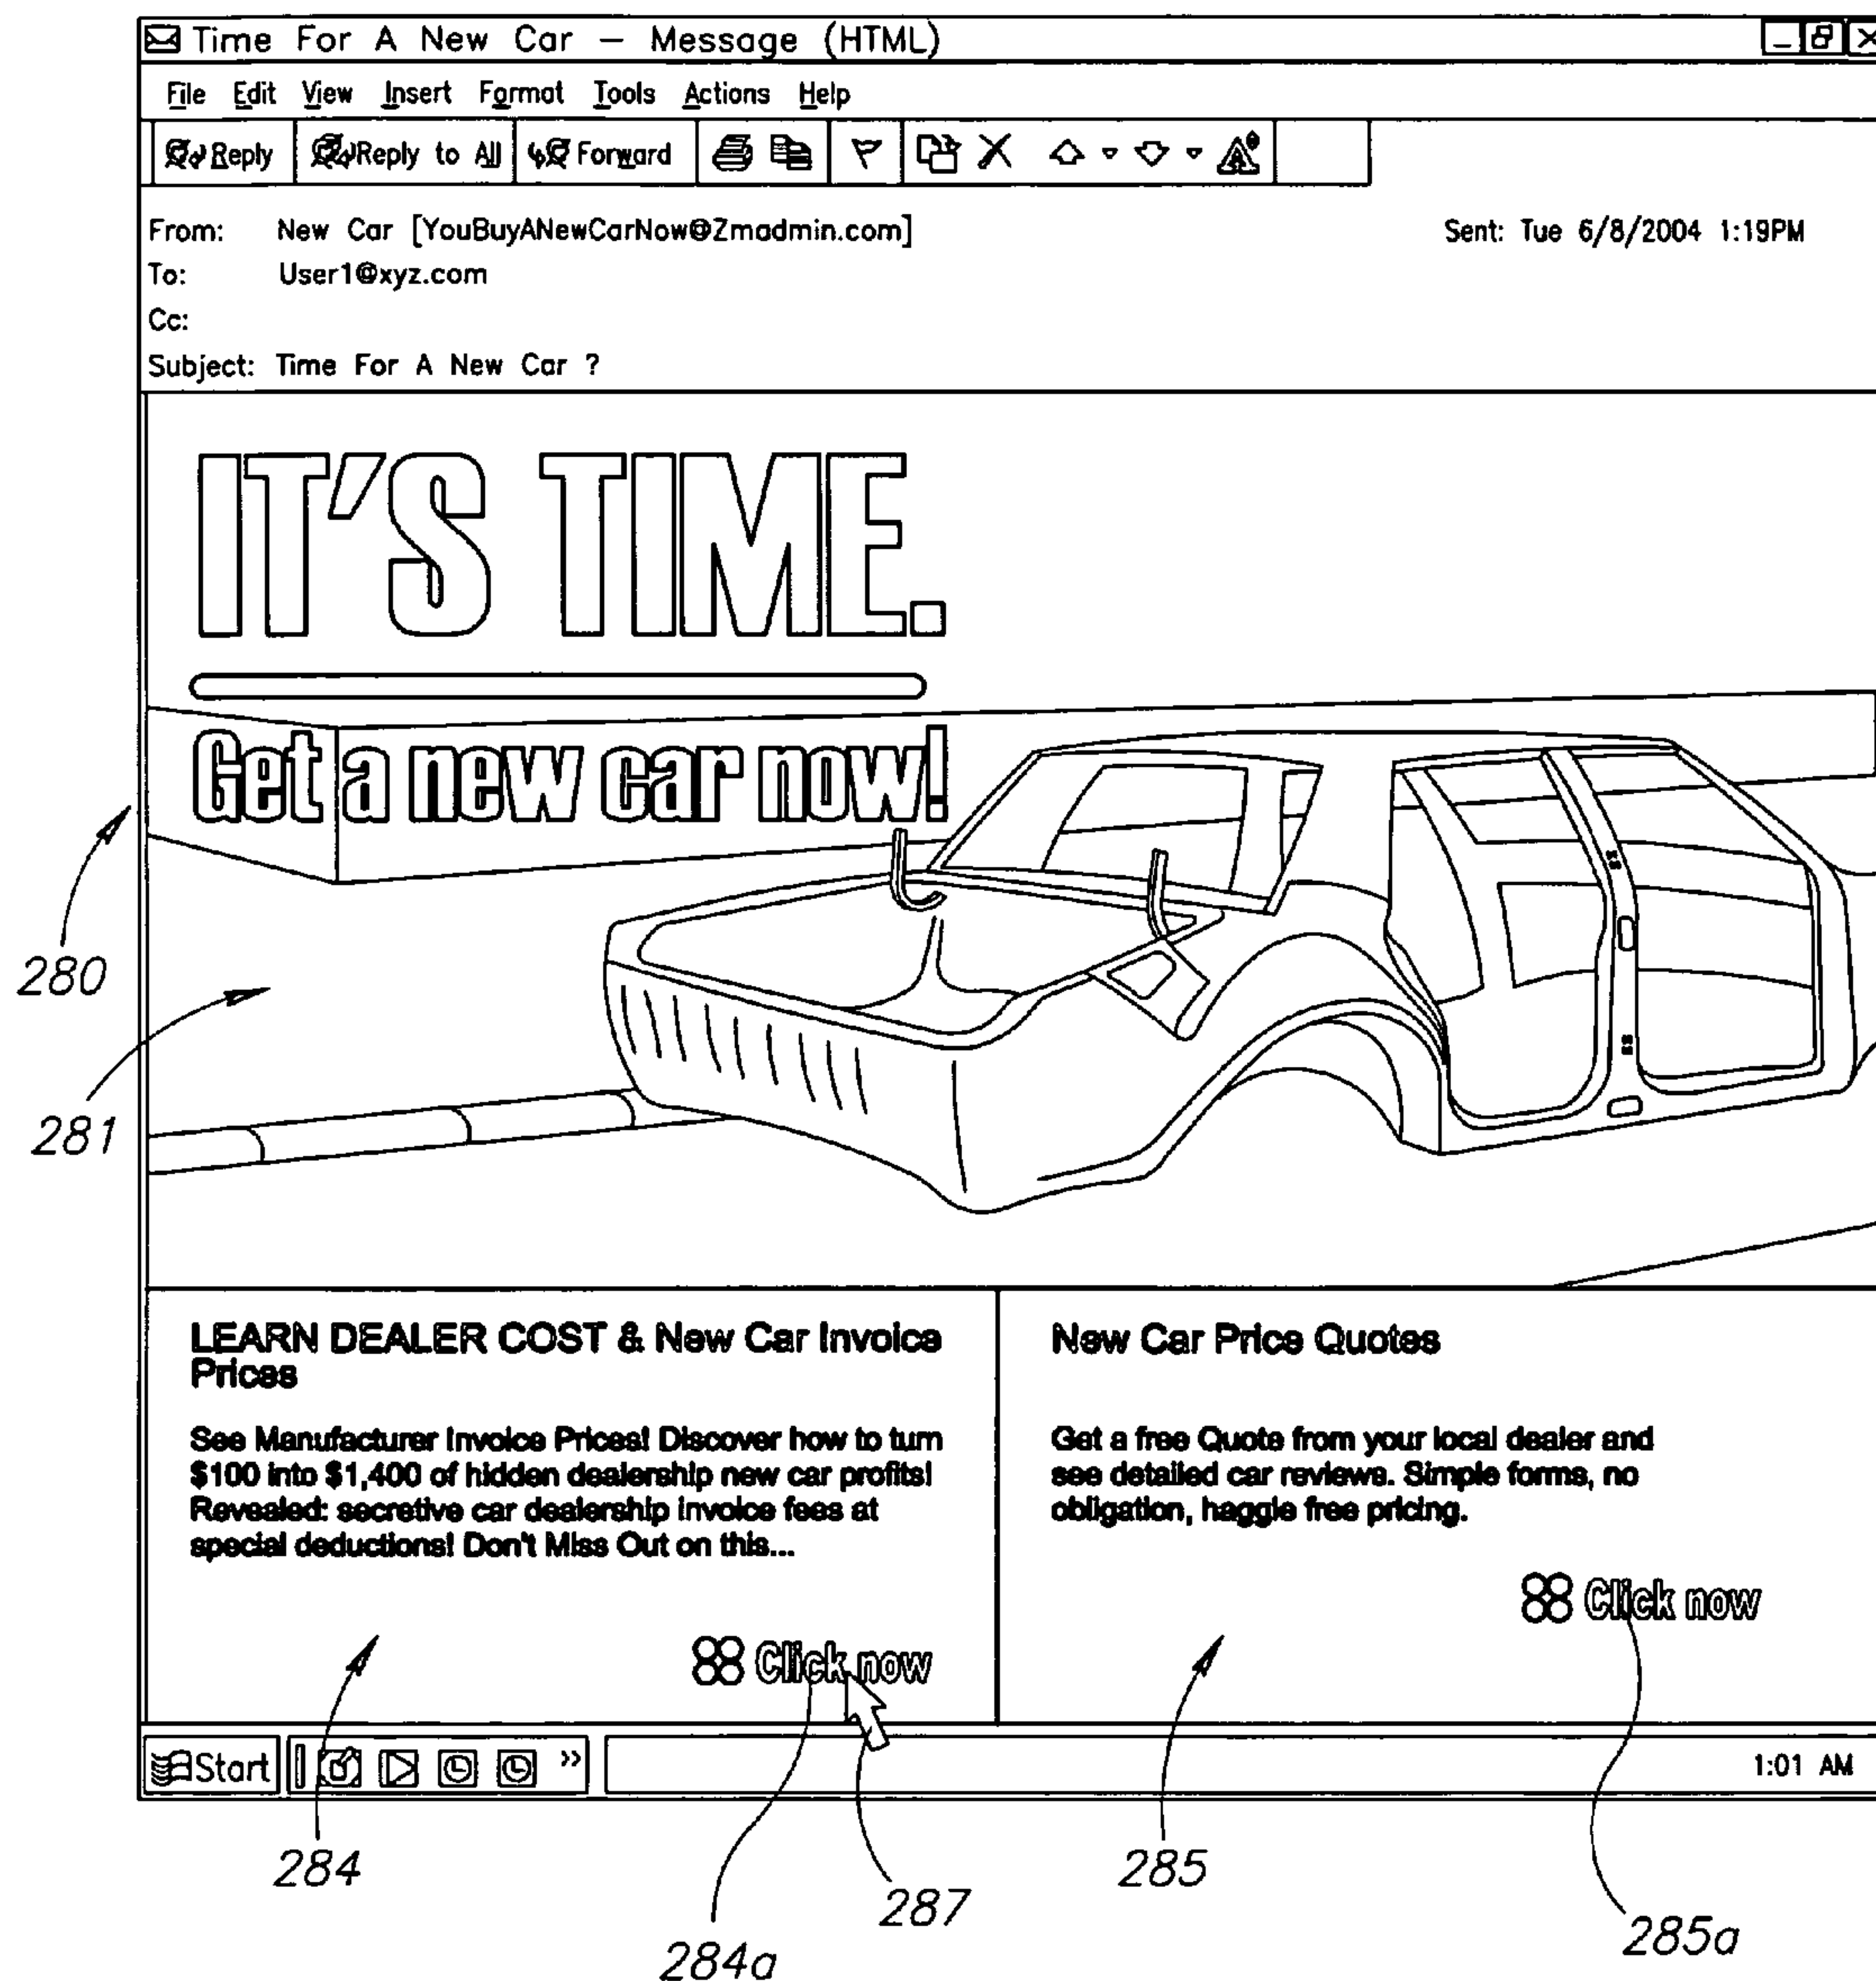 Time For A New Car – Message (HTML)
File Edit View Insert Format Tools Actions Help
Reply Reply to All Forward
From: New Car [YouBuyANewCarNow@Zmadmin.com] Sent: Tue 6/8/2004 1:19PM
To: User1@xyz.com
Cc:
Subject: Time For A New Car ?
IT'S TIME.
Get a new car now!
280
281
LEARN DEALER COST & New Car Invoice
Prices
See Manufacturer Invoice Prices! Discover how to turn
$100 into $1,400 of hidden dealership new car profits!
Revealed: secretive car dealership invoice fees at
special deductions! Don't Miss Out on this...
Click now
New Car Price Quotes
Get a free Quote from your local dealer and
see detailed car reviews. Simple forms, no
obligation, haggle free pricing.
Click now
Start » 1:01 AM
284
284a
287
285
285a